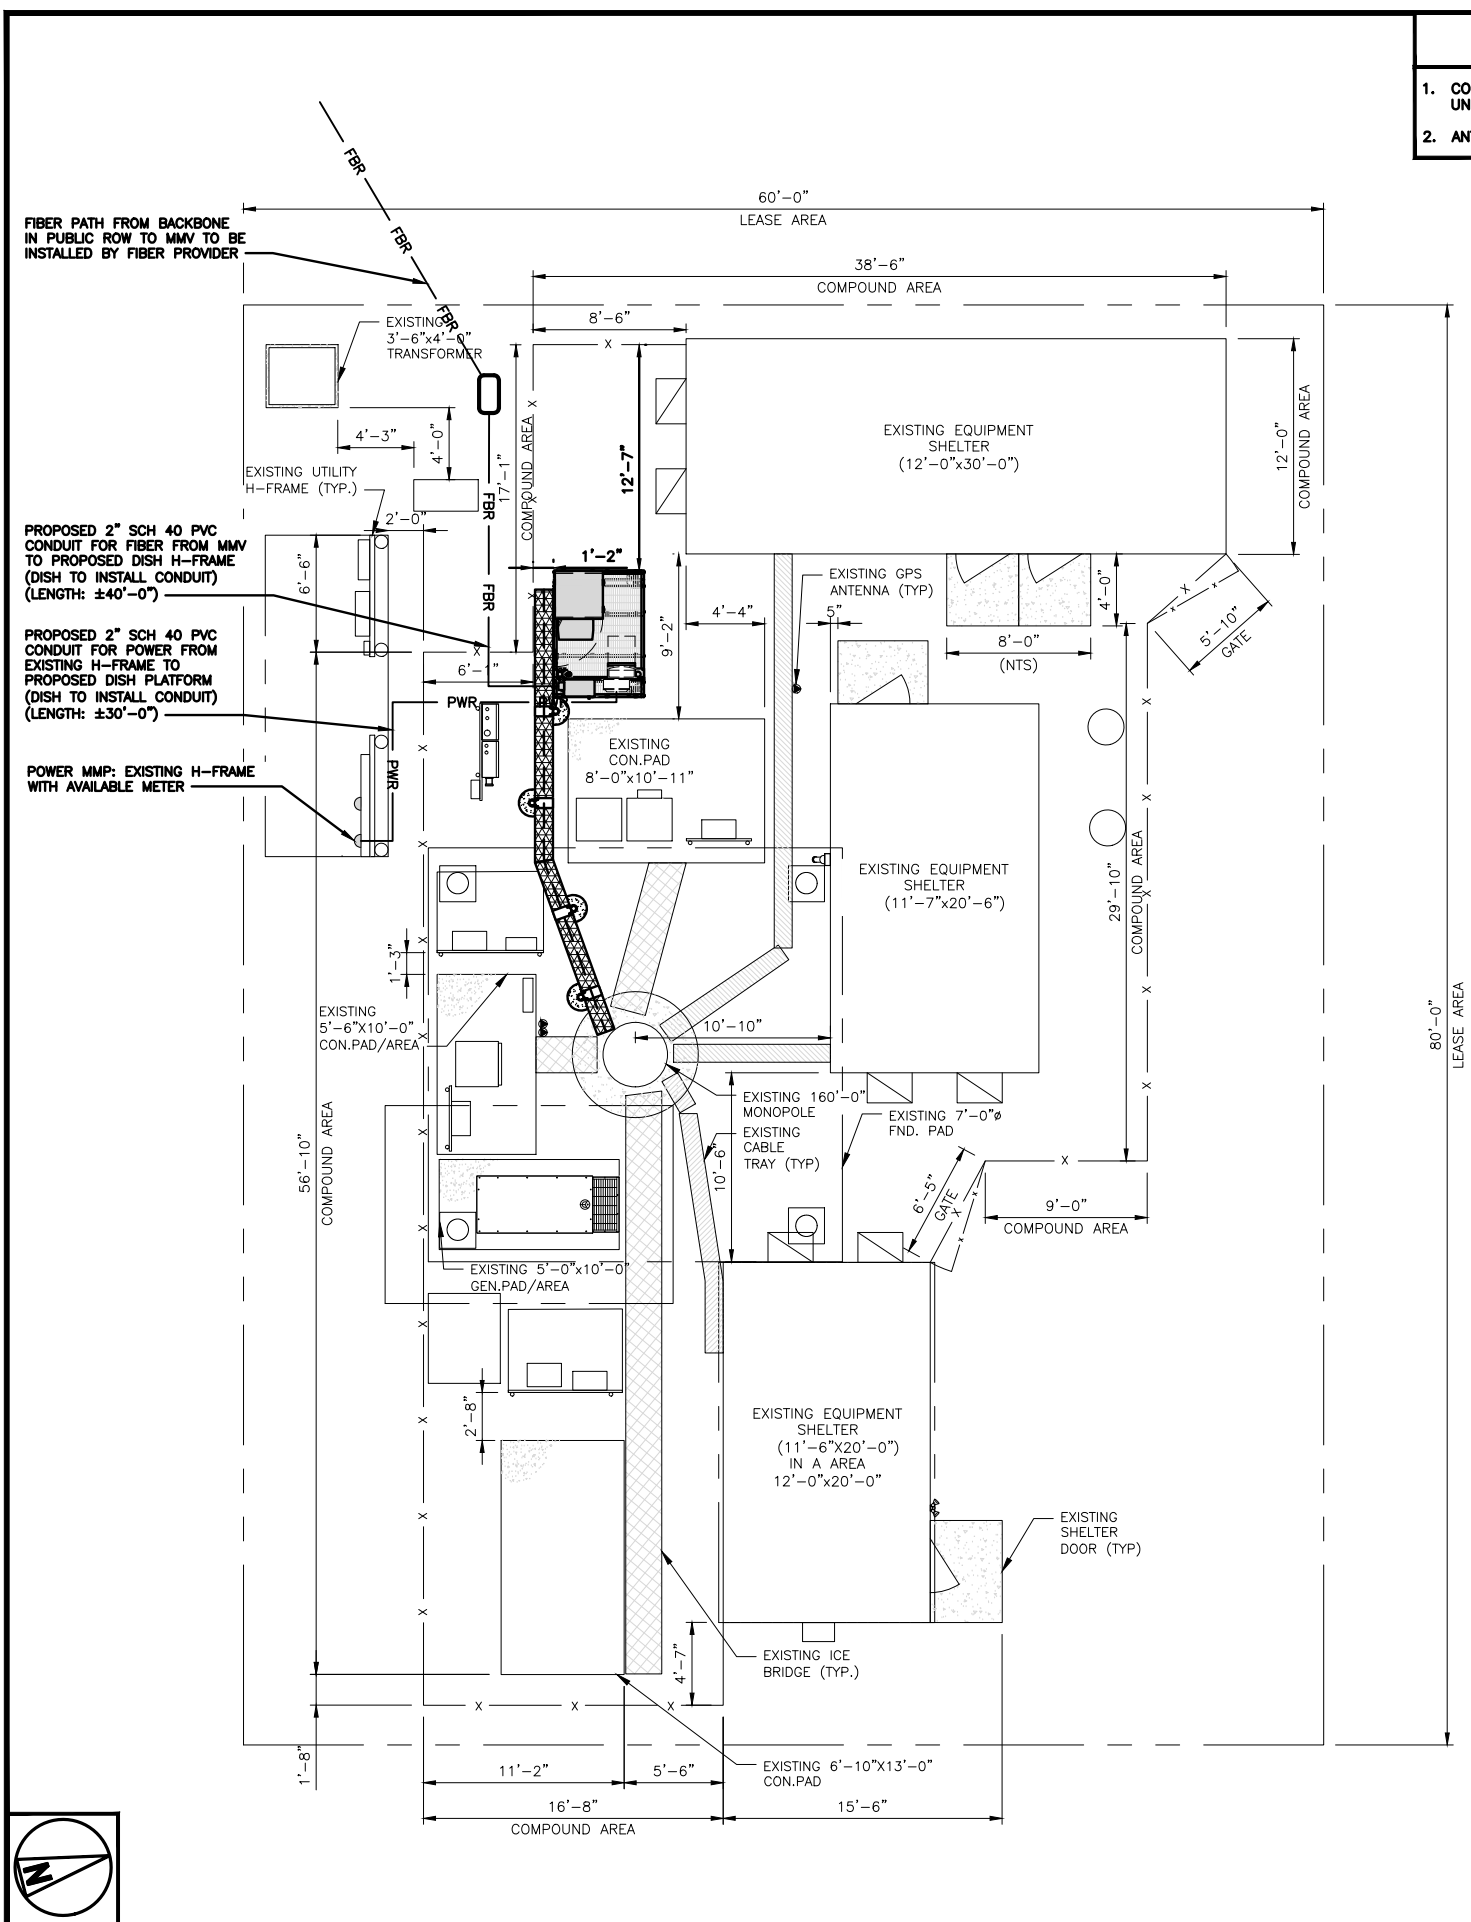 1. CO
UN
2. AN
60'-0"
LEASE AREA
FIBER PATH FROM BACKBONE
IN PUBLIC ROW TO MMV TO BE
INSTALLED BY FIBER PROVIDER
FBR
FBR
FBR
38'-6"
COMPOUND AREA
8'-6"
EXISTING
3'-6"x4'-0"
TRANSFORMER
X
4'-3"
4'-0"
17'-1"
COMPOUND AREA
12'-7"
EXISTING EQUIPMENT
SHELTER
(12'-0"x30'-0")
12'-0"
COMPOUND AREA
EXISTING UTILITY
H-FRAME (TYP.)
2'-0"
FBR
PROPOSED 2" SCH 40 PVC
CONDUIT FOR FIBER FROM MMV
TO PROPOSED DISH H-FRAME
(DISH TO INSTALL CONDUIT)
(LENGTH: ±40'-0")
6'-6"
FBR
1'-2"
4'-4"
9'-2"
EXISTING GPS
ANTENNA (TYP)
5"
4'-0"
8'-0"
(NTS)
5'-10"
GATE
PROPOSED 2" SCH 40 PVC
CONDUIT FOR POWER FROM
EXISTING H-FRAME TO
PROPOSED DISH PLATFORM
(DISH TO INSTALL CONDUIT)
(LENGTH: ±30'-0")
6'-1"
PWR
PWR
POWER MMP: EXISTING H-FRAME
WITH AVAILABLE METER
EXISTING
CON.PAD
8'-0"x10'-11"
EXISTING EQUIPMENT
SHELTER
(11'-7"x20'-6")
29'-10"
COMPOUND AREA
1'-3"
EXISTING
5'-6"X10'-0"
CON.PAD/AREA
10'-10"
80'-0"
LEASE AREA
EXISTING 160'-0"
MONOPOLE
EXISTING
CABLE
TRAY (TYP)
EXISTING 7'-0"ø
FND. PAD
10'-6"
56'-10"
COMPOUND AREA
6'-5"
GATE
9'-0"
COMPOUND AREA
EXISTING 5'-0"x10'-0"
GEN.PAD/AREA
2'-8"
EXISTING EQUIPMENT
SHELTER
(11'-6"X20'-0")
IN A AREA
12'-0"x20'-0"
EXISTING
SHELTER
DOOR (TYP)
4'-7"
EXISTING ICE
BRIDGE (TYP.)
1'-8"
EXISTING 6'-10"X13'-0"
CON.PAD
11'-2"
5'-6"
16'-8"
COMPOUND AREA
15'-6"
N